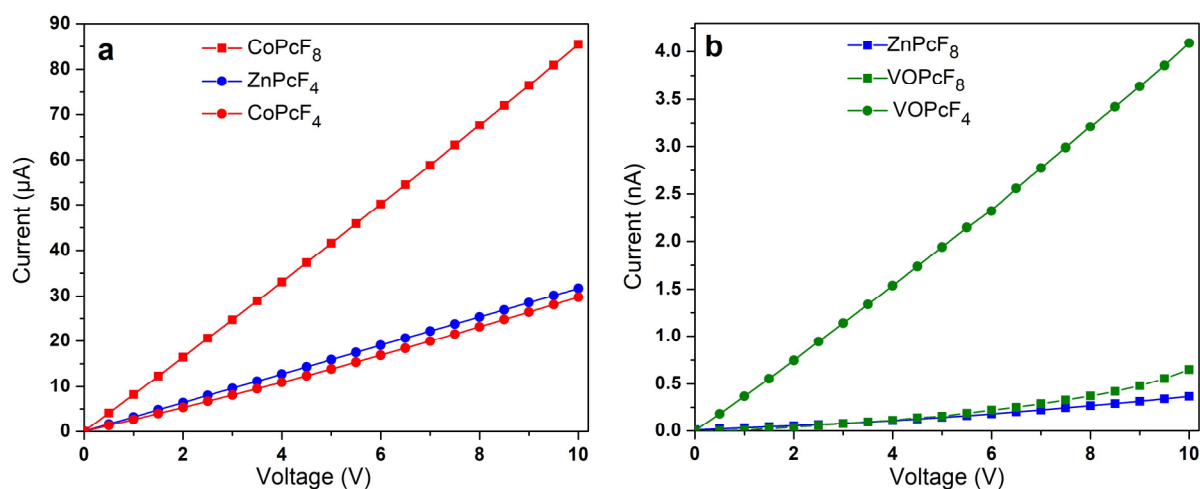 a
CoPcF₈
ZnPcF₄
CoPcF₄
90
80
70
60
50
40
30
20
10
0
Current (µA)
0
2
4
6
8
10
Voltage (V)
b
ZnPcF₈
VOPcF₈
VOPcF₄
4.0
3.5
3.0
2.5
2.0
1.5
1.0
0.5
0.0
Current (nA)
0
2
4
6
8
10
Voltage (V)